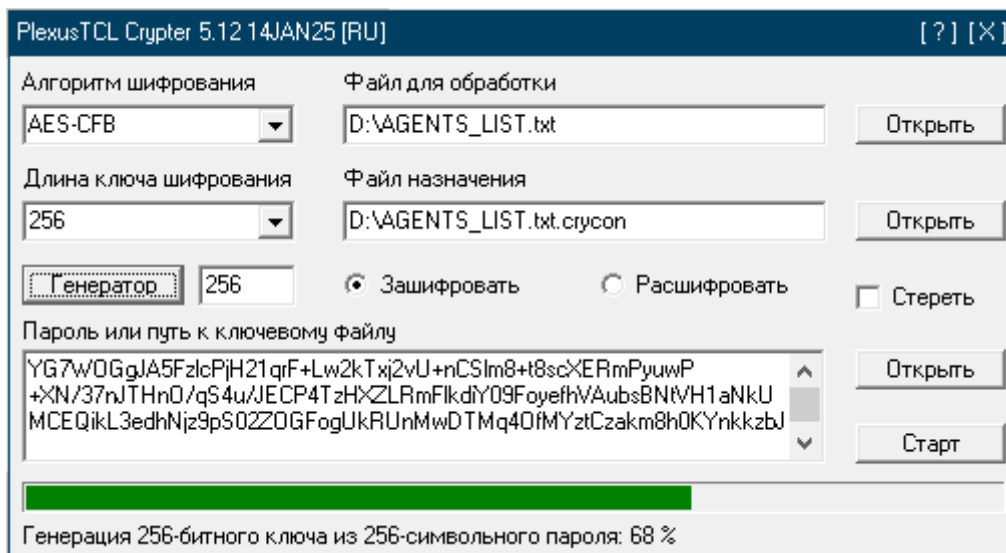 PlexusTCL Crypter 5.12 14JAN25 [RU] [ ? ] [ X ]
Алгоритм шифрования Файл для обработки
AES-CFB D:\AGENTS_LIST.txt Открыть
Длина ключа шифрования Файл назначения
256 D:\AGENTS_LIST.txt.crycon Открыть
Генератор 256 Зашифровать Расшифровать Стереть
Пароль или путь к ключевому файлу
YG7WOGgJA5FzlcPjH21qrF+Lw2kTxj2vU+nCSIm8+t8scXERmPyuwP Открыть
+XN/37nJTHnO/qS4u/JECP4TzHXZLRmFlkdiY09FoyefhVAubsBNtVH1aNkU
MCEQikL3edhNjz9pS02ZOGFogUkRUnMwDTMq4OfMYztCzakm8h0KYnkkzbJ Старт
Генерация 256-битного ключа из 256-символьного пароля: 68 %